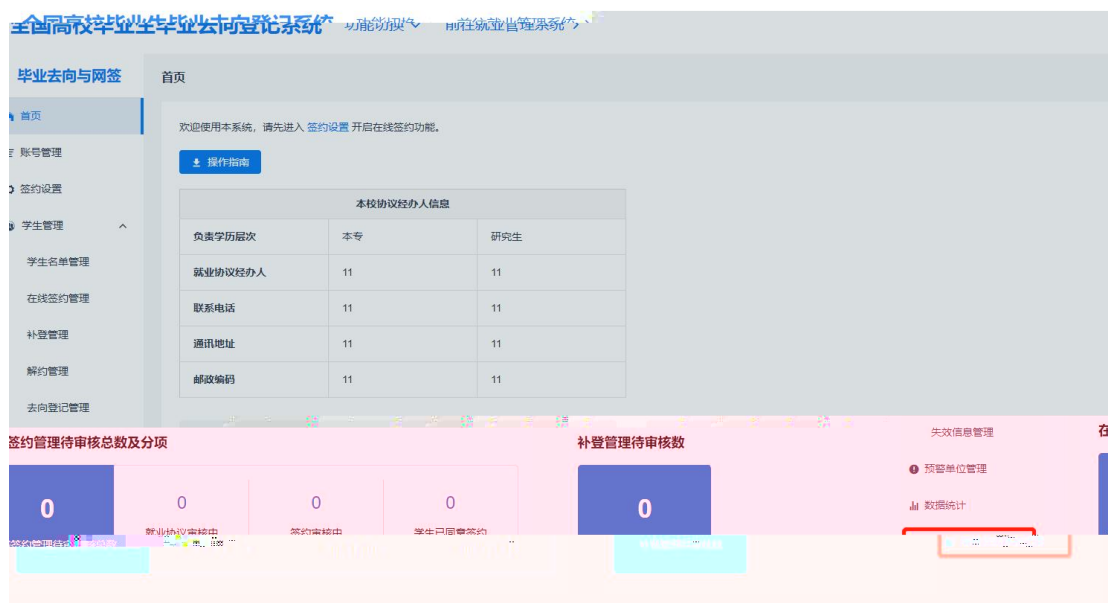 全国高校毕业生毕业去向登记系统 功能切换 前往就业管理系统
毕业去向与网签
首页
首页
账号管理
签约设置
学生管理
学生名单管理
在线签约管理
补登管理
解约管理
去向登记管理
欢迎使用本系统，请先进入 签约设置 开启在线签约功能。
操作指南
本校协议经办人信息
负责学历层次 本专 研究生
就业协议经办人 11 11
联系电话 11 11
通讯地址 11 11
邮政编码 11 11
签约管理待审核总数及分项
0
0 0 0
就业协议审核中 签约审核中 学生已同意签约
补登管理待审核数
0
失效信息管理
预警单位管理
数据统计
在